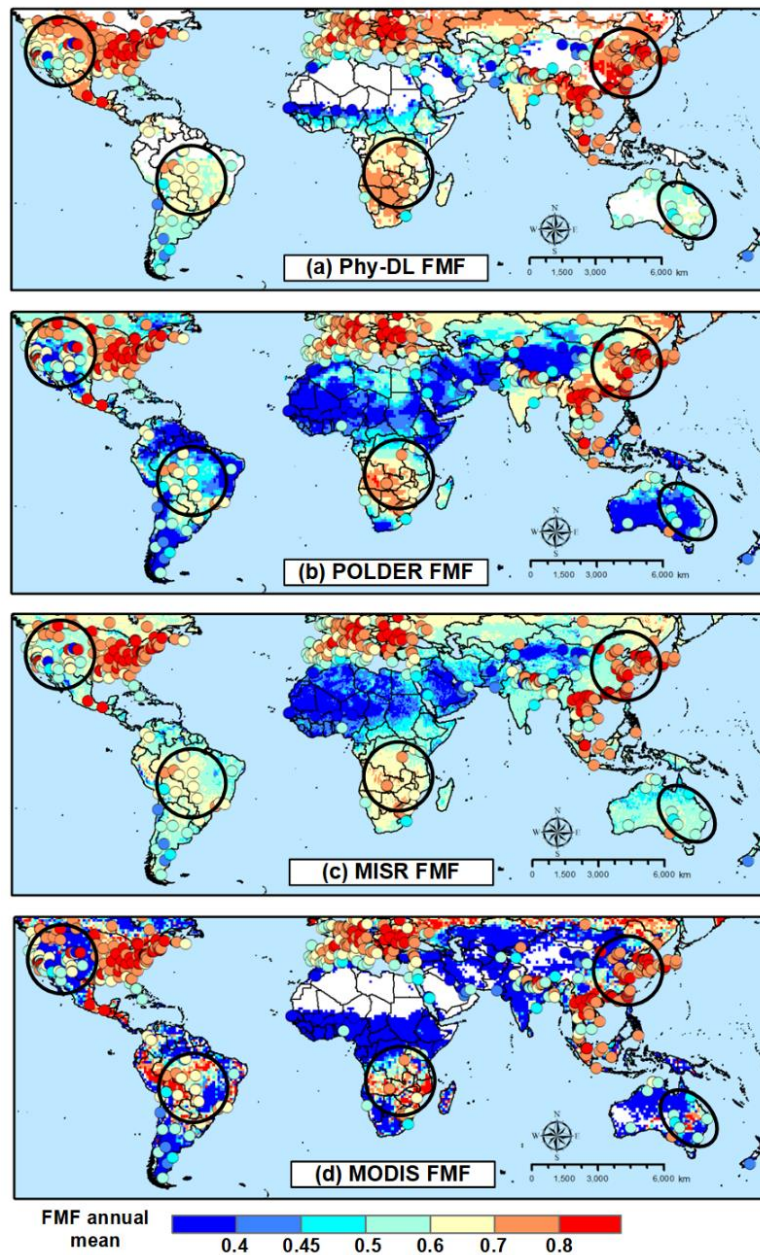 N
W E
S
0 1,500 3,000 6,000
km
(a) Phy-DL FMF
N
W E
S
0 1,500 3,000 6,000
km
(b) POLDER FMF
N
W E
S
0 1,500 3,000 6,000
km
(c) MISR FMF
N
W E
S
0 1,500 3,000 6,000
km
(d) MODIS FMF
FMF annual
mean
0.4 0.45 0.5 0.6 0.7 0.8